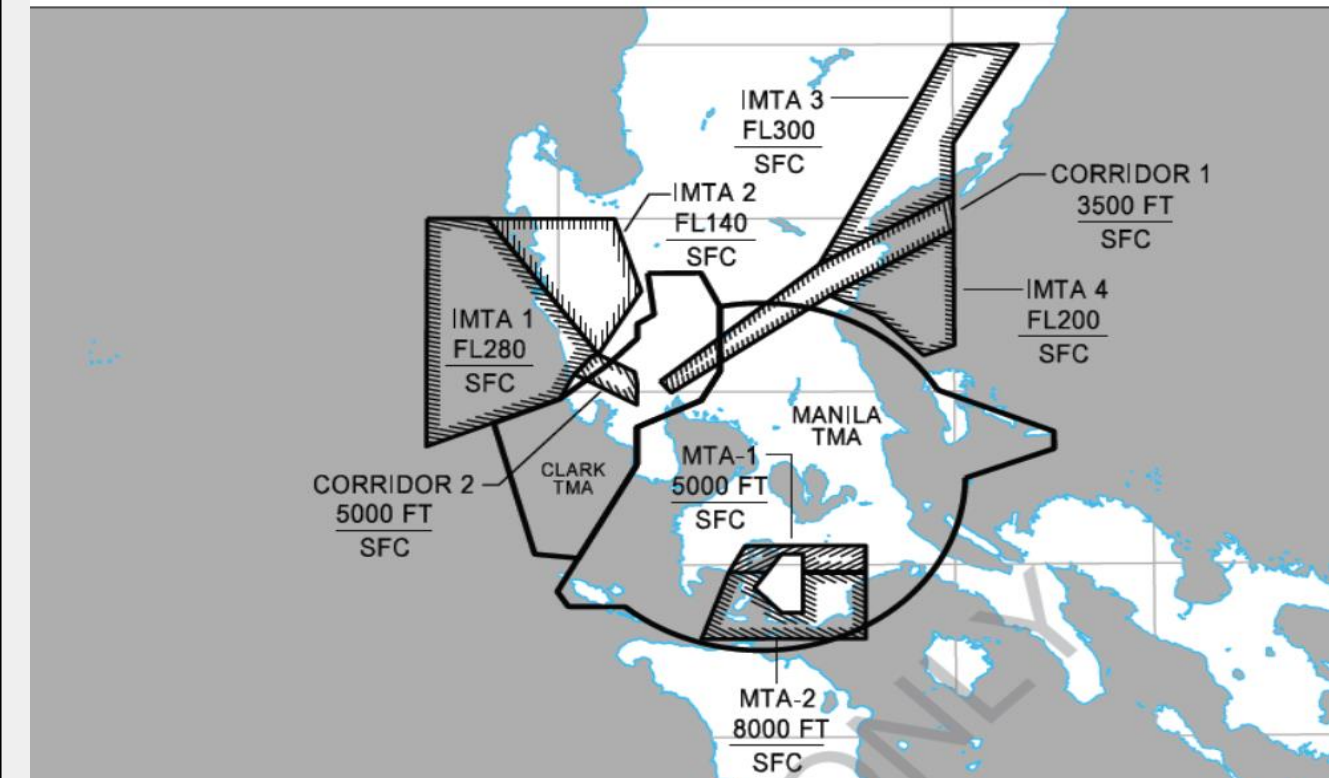 IMTA 3
FL300
SFC
CORRIDOR 1
3500 FT
SFC
IMTA 2
FL140
SFC
IMTA 4
FL200
SFC
IMTA 1
FL280
SFC
MANILA
TMA
MTA-1
5000 FT
SFC
CLARK
TMA
CORRIDOR 2
5000 FT
SFC
MTA-2
8000 FT
SFC
ONLY